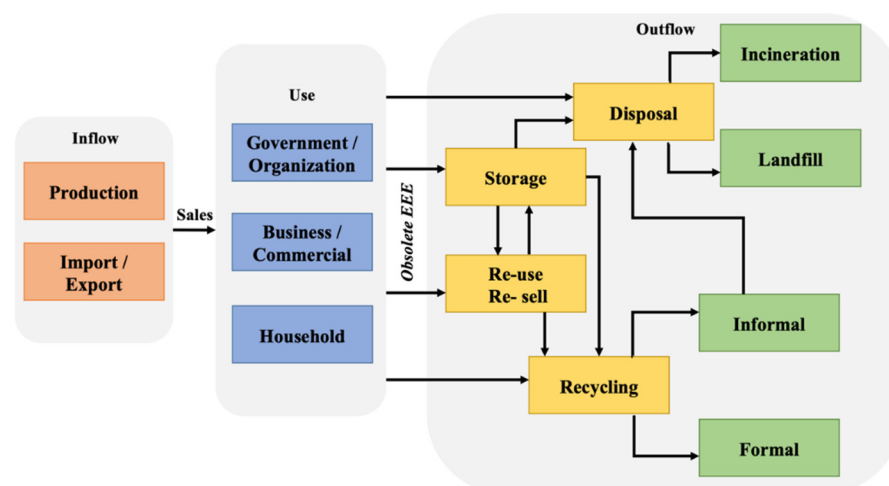 Inflow
Production
Import /
Export
Sales
Use
Government /
Organization
Business /
Commercial
Household
Obsolete EEE
Outflow
Disposal
Storage
Re-use
Re- sell
Recycling
Incineration
Landfill
Informal
Formal